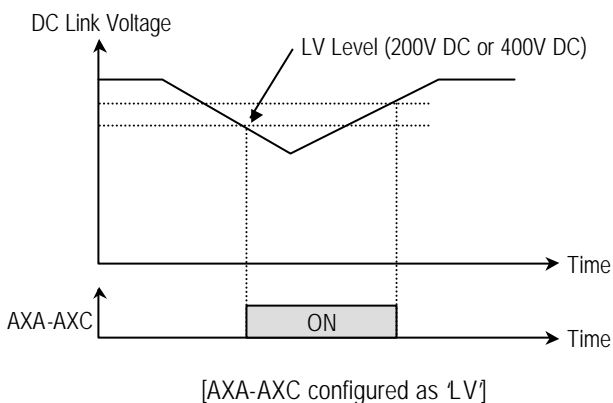 DC Link Voltage
LV Level (200V DC or 400V DC)
Time
AXA-AXC
ON
Time
[AXA-AXC configured as ‘LV’]